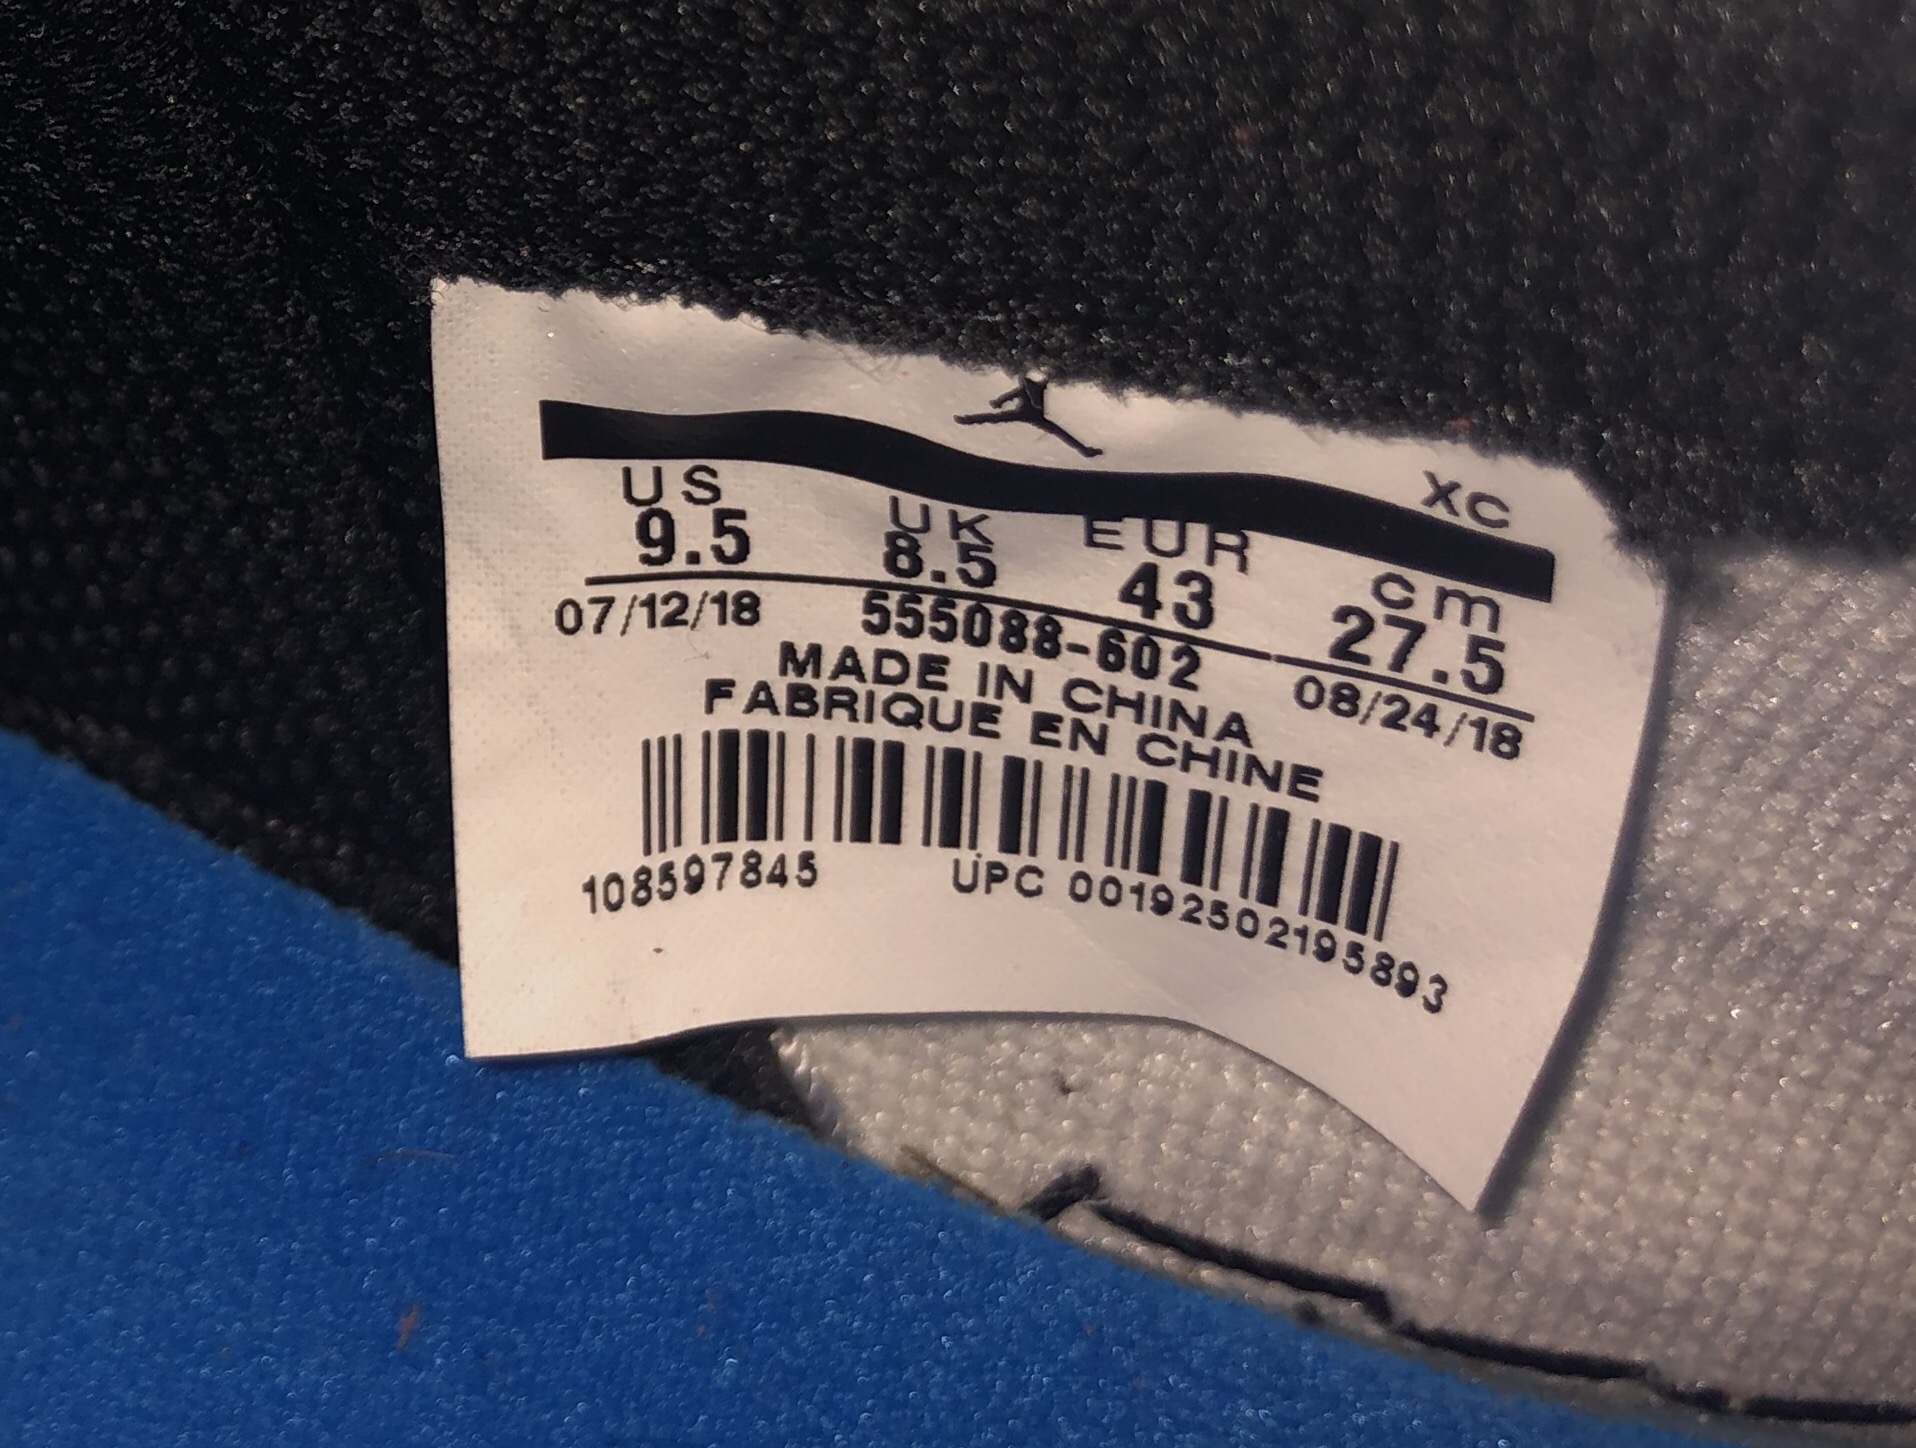 XC
US UK EUR cm
9.5 8.5 43 27.5
07/12/18 555088-602 08/24/18
MADE IN CHINA
FABRIQUE EN CHINE
108597845 UPC 00192502195893